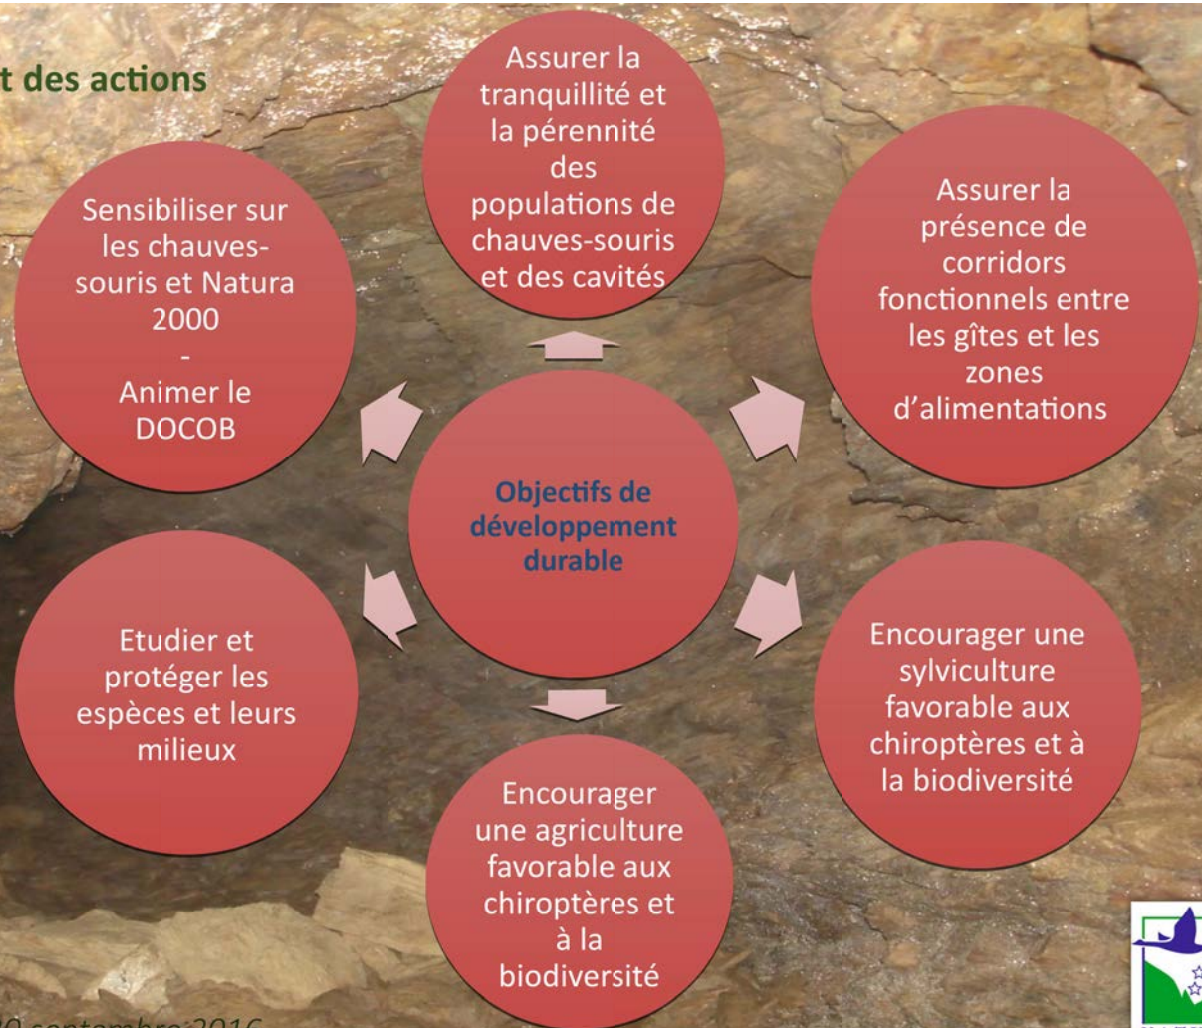 t des actions
Assurer la
tranquillité et
la pérennité
des
populations de
chauves-souris
et des cavités
Assurer la
présence de
corridors
fonctionnels entre
les gîtes et les
zones
d'alimentations
Sensibiliser sur
les chauves-
souris et Natura
2000
-
Animer le
DOCOB
Objectifs de
développement
durable
Encourager une
sylviculture
favorable aux
chiroptères et à
la biodiversité
Etudier et
protéger les
espèces et leurs
milieux
Encourager
une agriculture
favorable aux
chiroptères et
à la
biodiversité
septembre 2016